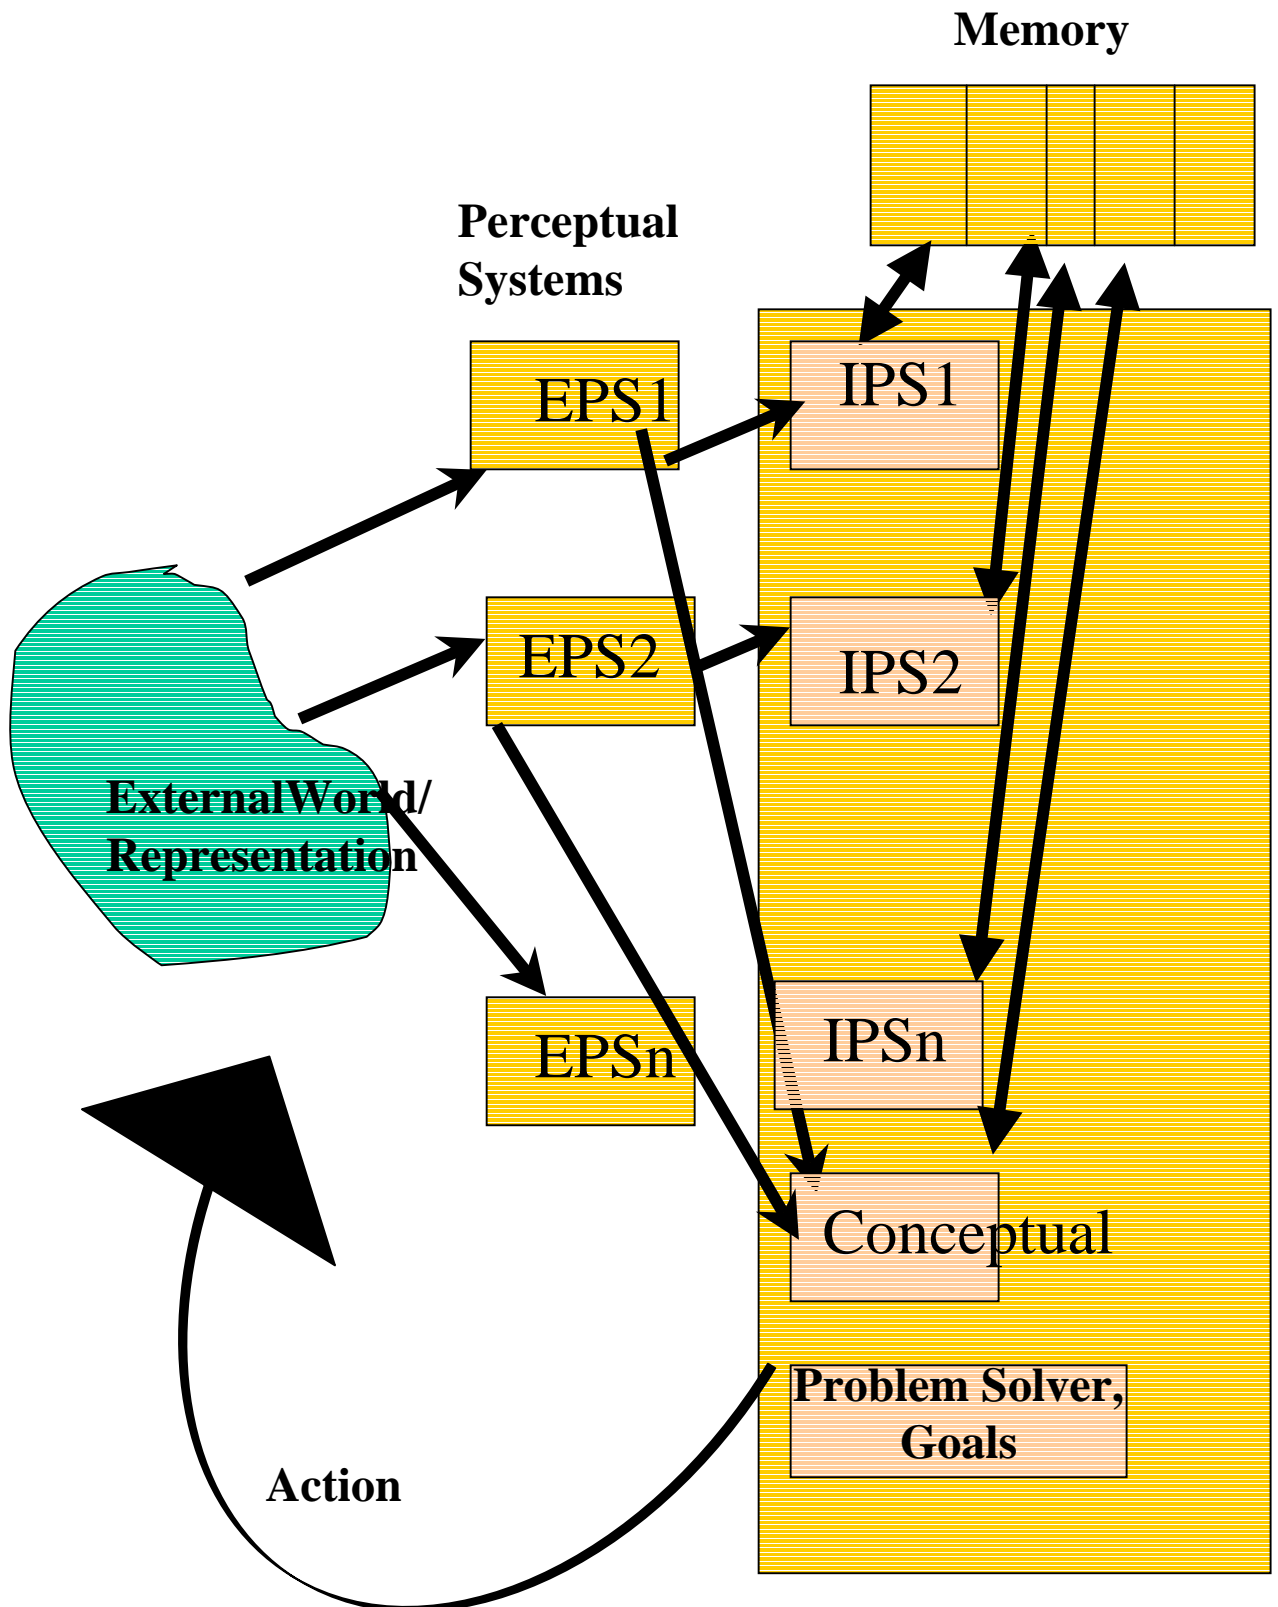 Memory
Perceptual
Systems
EPS1
IPS1
EPS2
IPS2
ExternalWorld/
Representation
EPSn
IPSn
Conceptual
Problem Solver,
Goals
Action